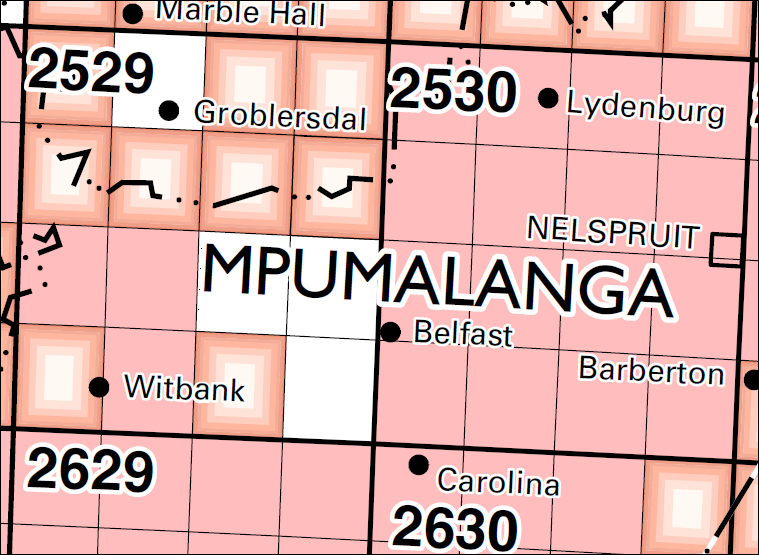 Marble Hall
2529
Groblersdal
2530
Lydenburg
NELSPRUIT
MPUMALANGA
Belfast
Barberton
Witbank
2629
Carolina
2630